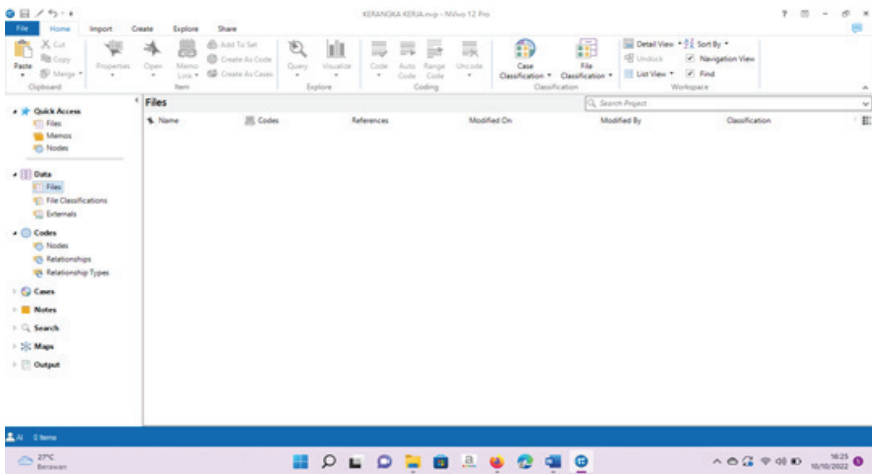 KERANGKA KERJA.nvp - NVivo 12 Pro
File Home Import Create Explore Share
Paste
Cut
Copy
Merge
Clipboard
Properties
Open
Memo Link
Add To Set
Create As Code
Create As Cases
Item
Query
Visualize
Explore
Code
Auto Code
Range Code
Uncode
Coding
Case Classification
File Classification
Classification
Detail View
Sort By
Undock
Navigation View
List View
Find
Workspace
Quick Access
Files
Memos
Nodes
Data
Files
File Classifications
Externals
Codes
Nodes
Relationships
Relationship Types
Cases
Notes
Search
Maps
Output
Files
Search Project
Name Codes References Modified On Modified By Classification
AI 0 Items
27°C
Berawan
16:25
10/10/2022